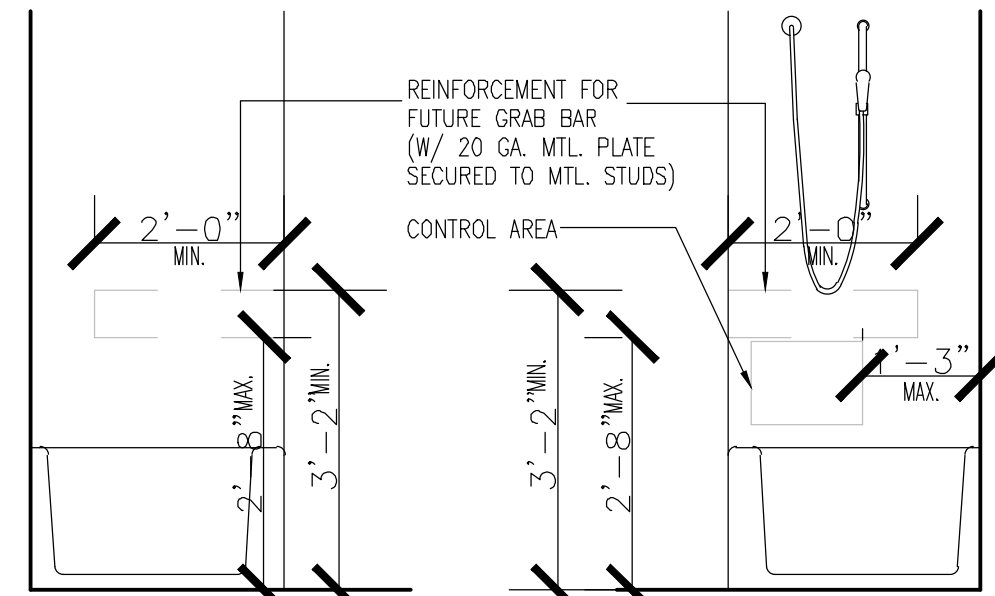 REINFORCEMENT FOR
FUTURE GRAB BAR
(W/ 20 GA. MTL. PLATE
SECURED TO MTL. STUDS)
CONTROL AREA
2'-0"
MIN.
2'-0"
MIN.
1'-3"
MAX.
2'-8" MAX.
3'-2" MIN.
3'-2" MIN.
2'-8" MAX.